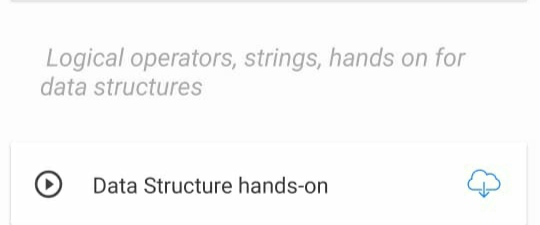 Logical operators, strings, hands on for
data structures
Data Structure hands-on